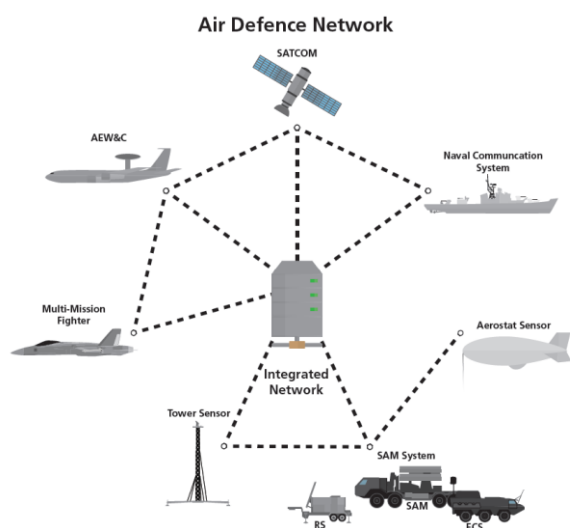 Air Defence Network
SATCOM
AEW&C
Naval Communcation
System
Multi-Mission
Fighter
Aerostat Sensor
Integrated
Network
Tower Sensor
SAM System
SAM
RS
ECS